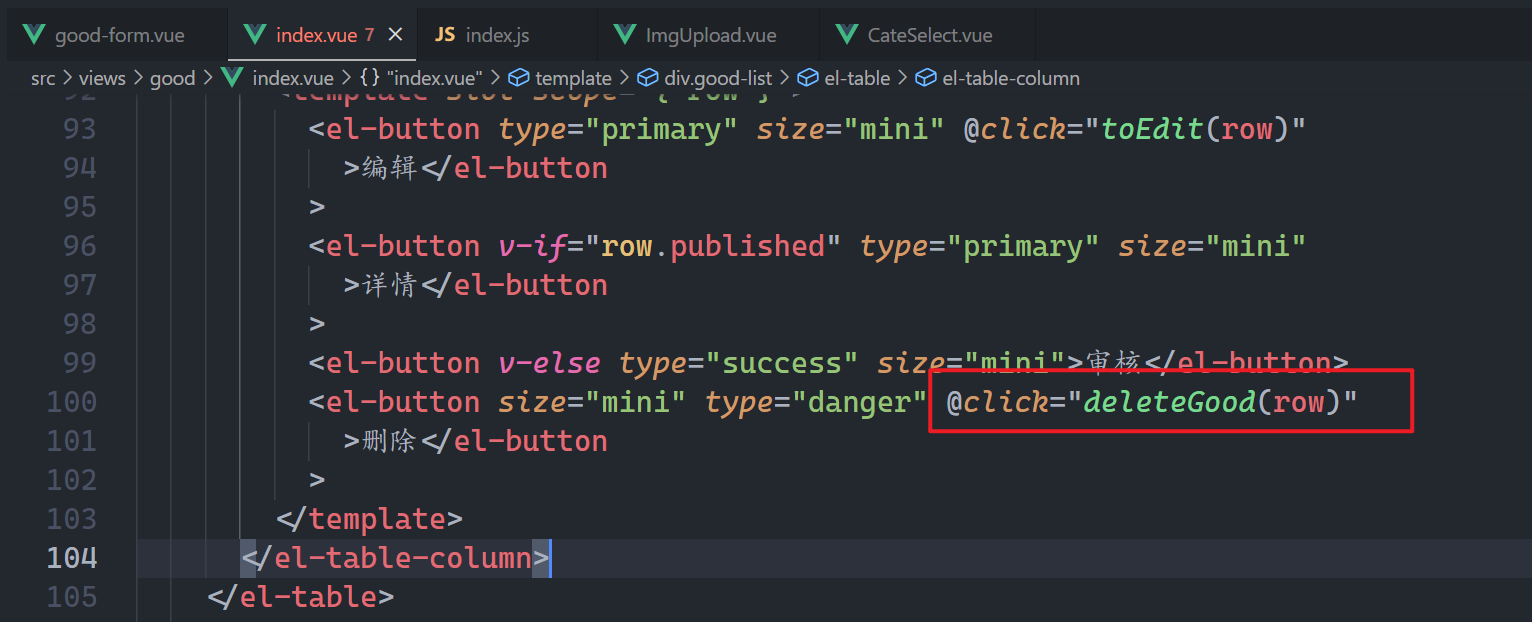 good-form.vue index.vue 7 JS index.js ImgUpload.vue CateSelect.vue
src > views > good > index.vue > {} "index.vue" > template > div.good-list > el-table > el-table-column
92 <template slot-scope="{ row }">
93 <el-button type="primary" size="mini" @click="toEdit(row)"
94 >编辑</el-button
95 >
96 <el-button v-if="row.published" type="primary" size="mini"
97 >详情</el-button
98 >
99 <el-button v-else type="success" size="mini">审核</el-button>
100 <el-button size="mini" type="danger" @click="deleteGood(row)"
101 >删除</el-button
102 >
103 </template>
104 </el-table-column>
105 </el-table>